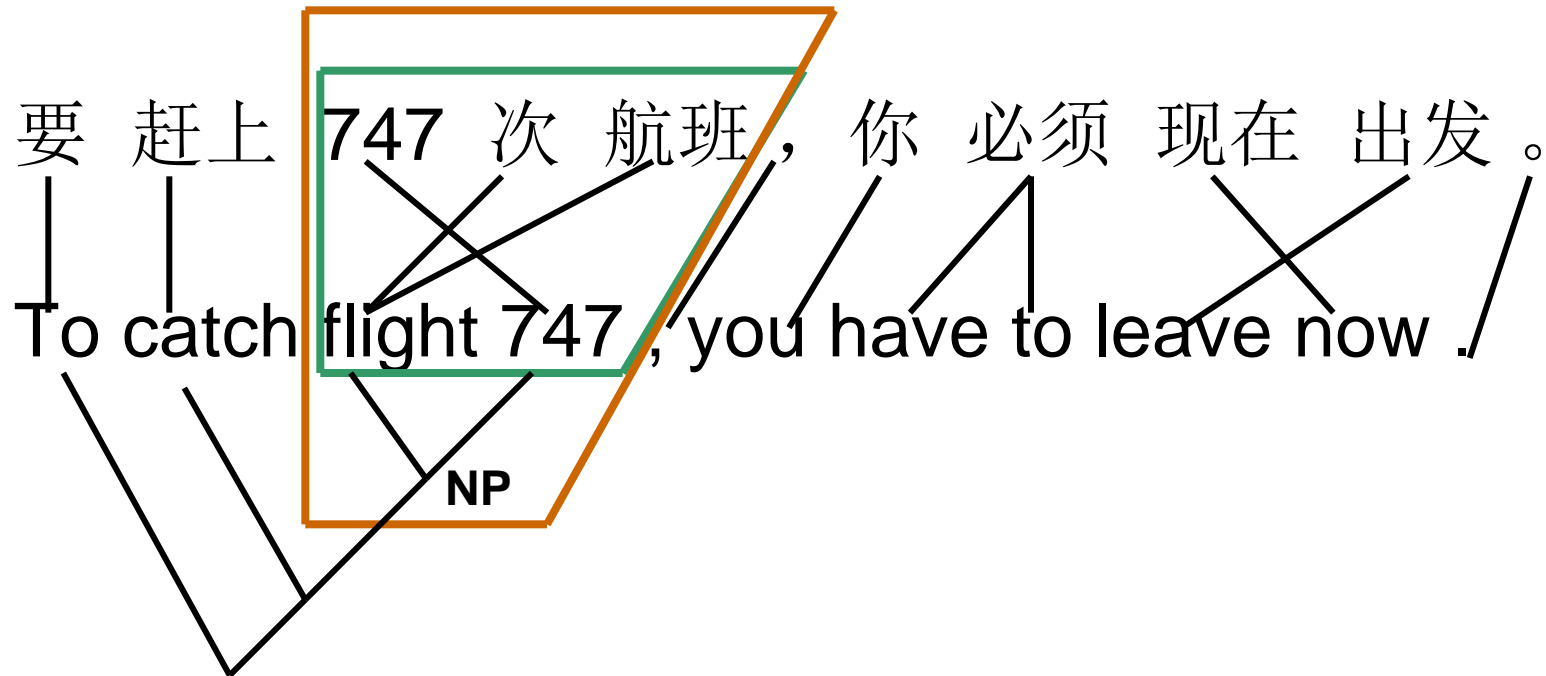 要 赶上 747 次 航班 , 你 必须 现在 出发 。
To catch flight 747 , you have to leave now .
NP